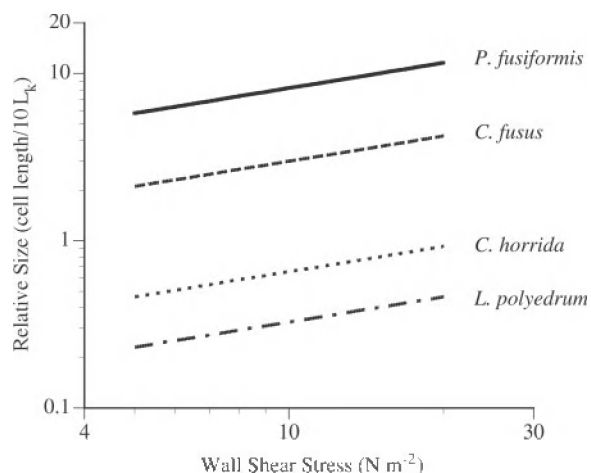 20
10
1
0.1
4
10
30
Relative Size (cell length/10 L_k)
Wall Shear Stress (N m⁻²)
P. fusiformis
C. fusus
C. horrida
L. polyedrum